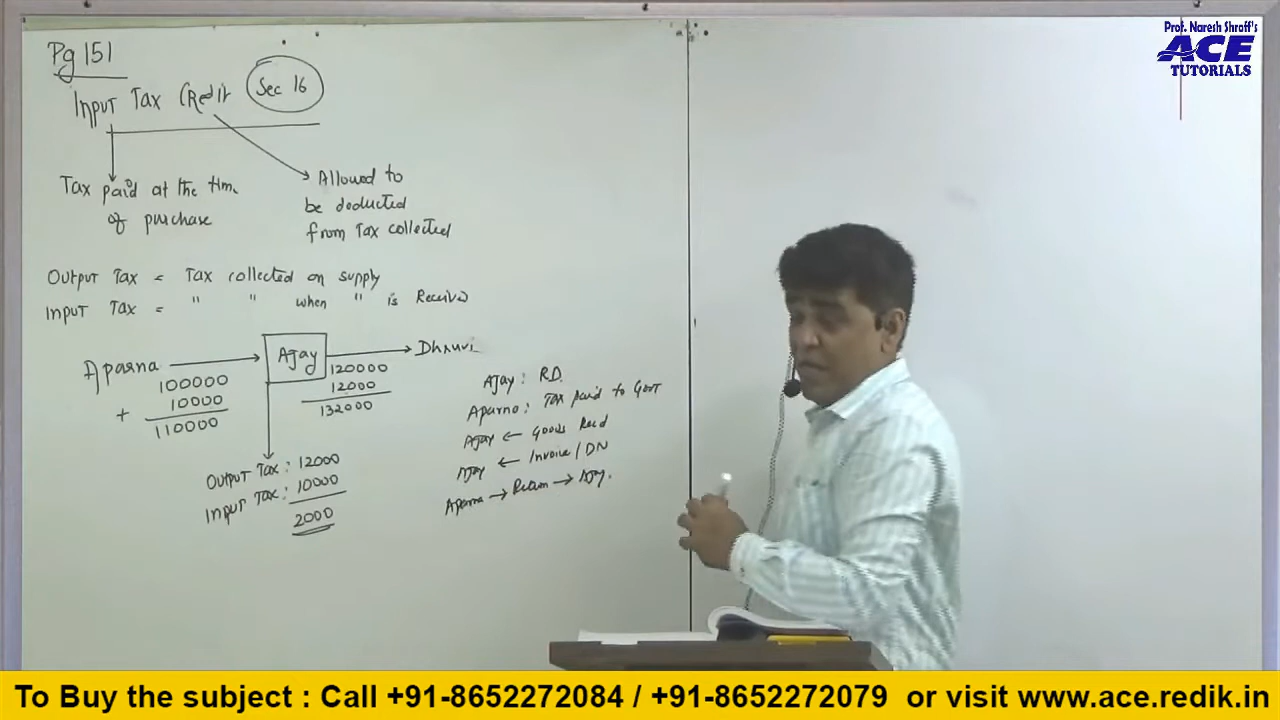 Pg 151
Input Tax Credit Sec 16
Tax paid at the time
of purchase
Allowed to
be deducted
from Tax collected
Output Tax = Tax collected on supply
Input Tax = " " when " is Received
Aparna
100000
+ 10000
110000
Ajay
120000
12000
132000
Dhruvi
Output Tax : 12000
Input Tax : 10000
2000
Ajay : R.D.
Aparna : Tax paid to Govt
Ajay ← Goods Recd
Ajay ← Invoice / DN
Aparna → Return → Ajay.
Prof. Naresh Shroff's
ACE
TUTORIALS
To Buy the subject : Call +91-8652272084 / +91-8652272079 or visit www.ace.redik.in